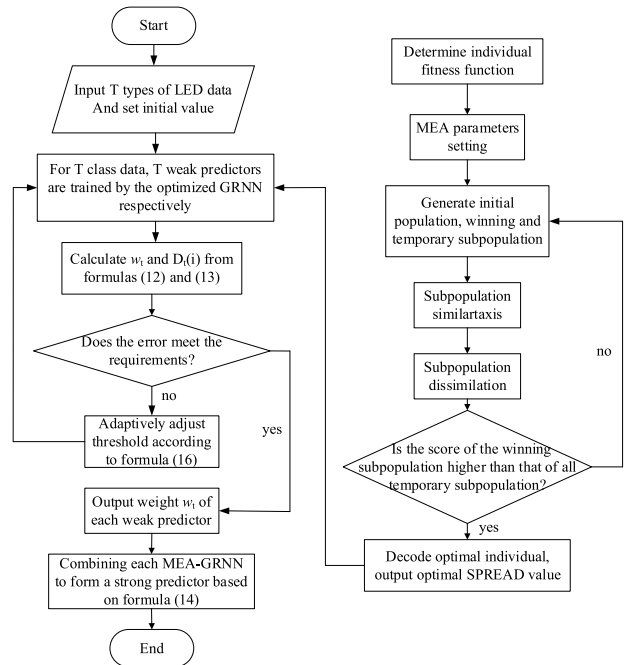 Start
Input T types of LED data
And set initial value
For T class data, T weak predictors
are trained by the optimized GRNN
respectively
Calculate wt and Dt(i) from
formulas (12) and (13)
Does the error meet the
requirements?
no
yes
Adaptively adjust
threshold according
to formula (16)
Output weight wt of
each weak predictor
Combining each MEA-GRNN
to form a strong predictor based
on formula (14)
End
Determine individual
fitness function
MEA parameters
setting
Generate initial
population, winning and
temporary subpopulation
Subpopulation
similartaxis
Subpopulation
dissimilation
no
Is the score of the winning
subpopulation higher than that of all
temporary subpopulation?
yes
Decode optimal individual,
output optimal SPREAD value